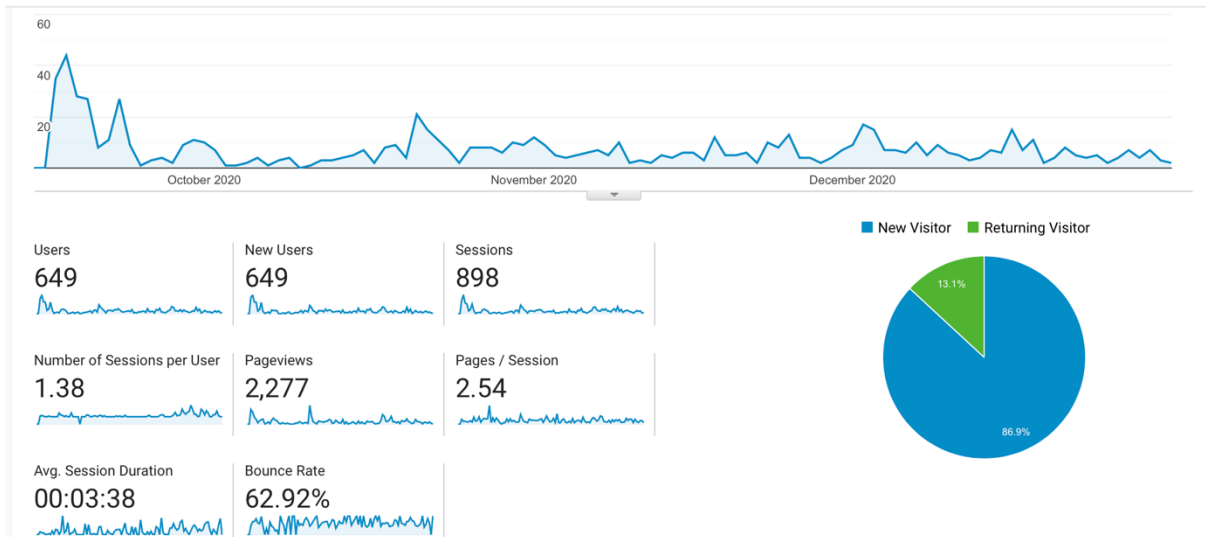 60
40
20
October 2020
November 2020
December 2020
New Visitor
Returning Visitor
Users
New Users
Sessions
649
649
898
Number of Sessions per User
Pageviews
Pages / Session
1.38
2,277
2.54
Avg. Session Duration
Bounce Rate
00:03:38
62.92%
13.1%
86.9%